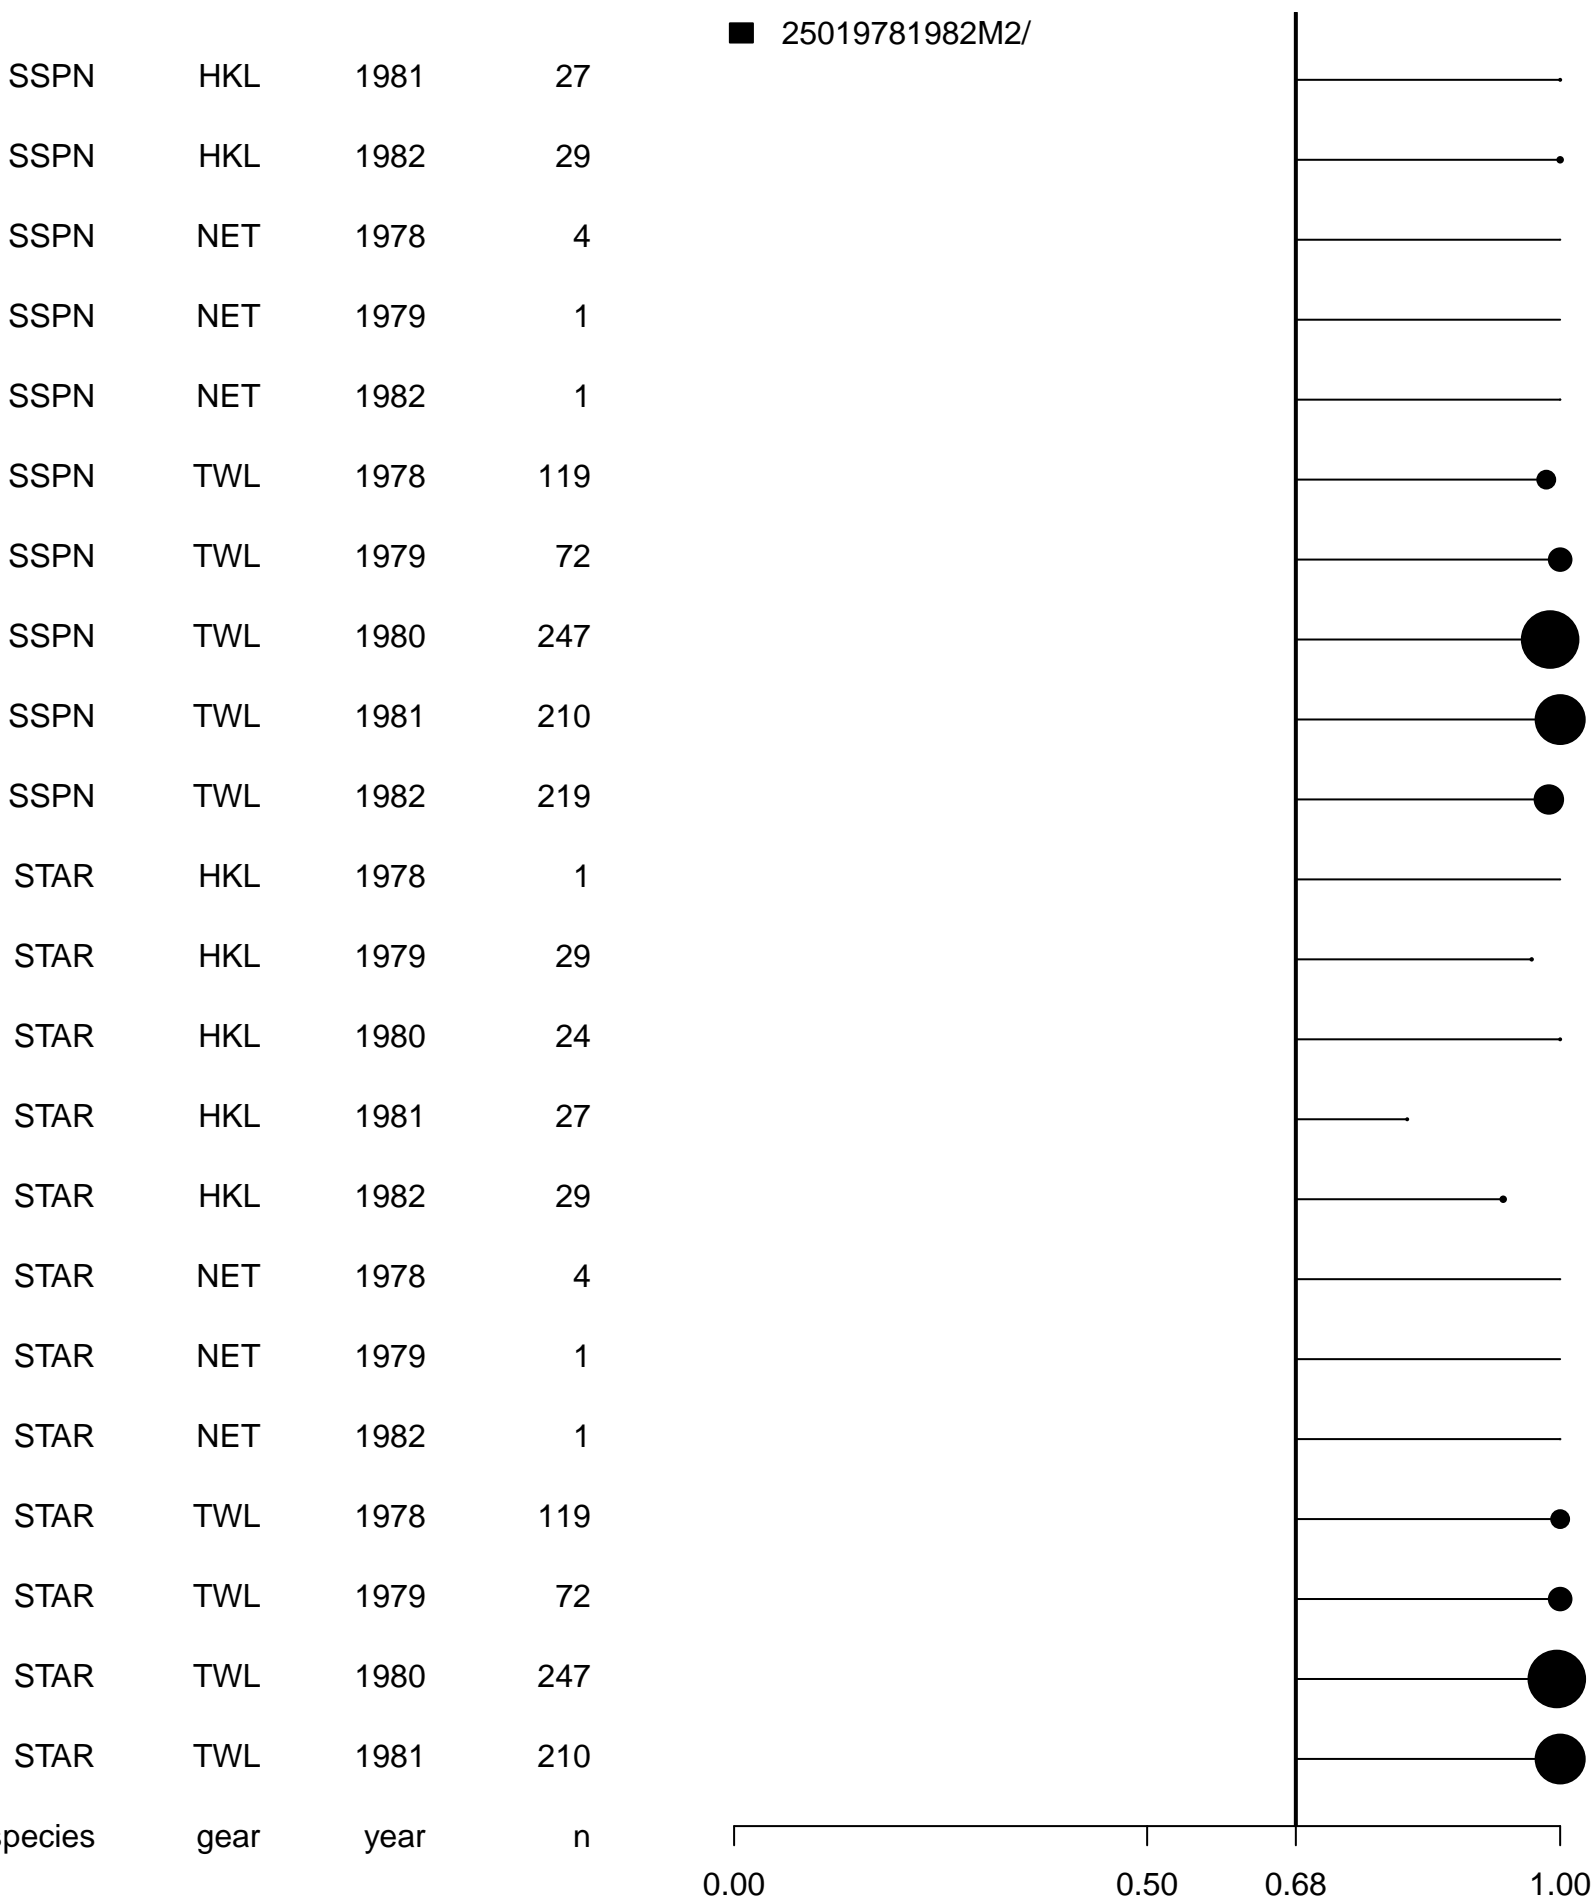 25019781982M2/
SSPN HKL 1981 27
SSPN HKL 1982 29
SSPN NET 1978 4
SSPN NET 1979 1
SSPN NET 1982 1
SSPN TWL 1978 119
SSPN TWL 1979 72
SSPN TWL 1980 247
SSPN TWL 1981 210
SSPN TWL 1982 219
STAR HKL 1978 1
STAR HKL 1979 29
STAR HKL 1980 24
STAR HKL 1981 27
STAR HKL 1982 29
STAR NET 1978 4
STAR NET 1979 1
STAR NET 1982 1
STAR TWL 1978 119
STAR TWL 1979 72
STAR TWL 1980 247
STAR TWL 1981 210
species gear year n
0.00 0.50 0.68 1.00